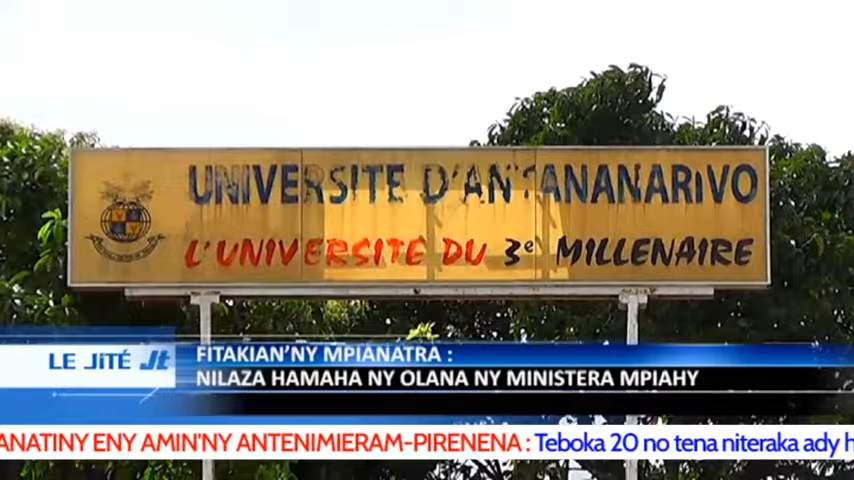 UNIVERSITE D'ANTANANARIVO
L'UNIVERSITE DU 3e MILLENAIRE
LE JiTÉ Jt
FITAKIAN'NY MPIANATRA :
NILAZA HAMAHA NY OLANA NY MINISTERA MPIAHY
ANATINY ENY AMIN'NY ANTENIMIERAM-PIRENENA : Teboka 20 no tena niteraka ady h